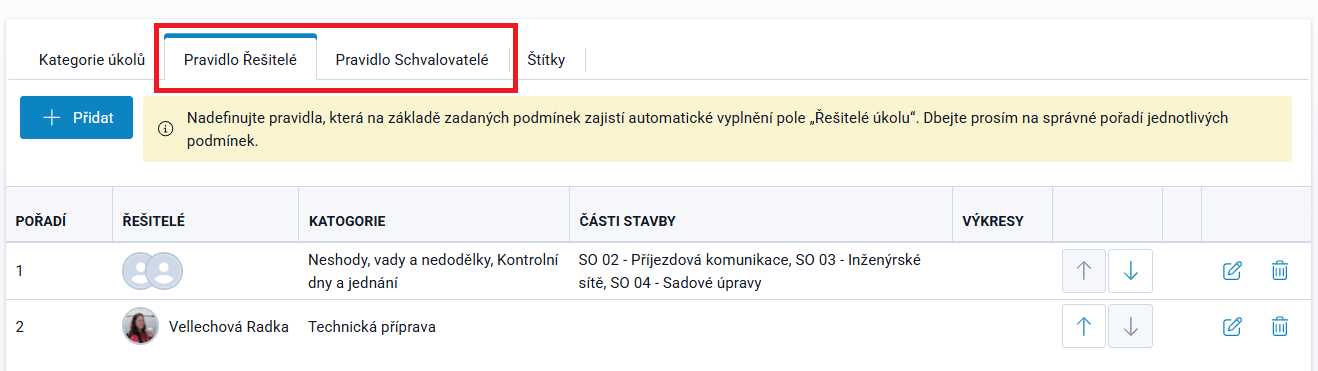 Kategorie úkolů Pravidlo Řešitelé Pravidlo Schvalovatelé Štítky
Přidat
Nadefinujte pravidla, která na základě zadaných podmínek zajistí automatické vyplnění pole „Řešitelé úkolu“. Dbejte prosím na správné pořadí jednotlivých
podmínek.
POŘADÍ ŘEŠITELÉ KATOGORIE ČÁSTI STAVBY VÝKRESY
1 Neshody, vady a nedodělky, Kontrolní SO 02 - Příjezdová komunikace, SO 03 - Inženýrské
dny a jednání sítě, SO 04 - Sadové úpravy
2 Vellechová Radka Technická příprava